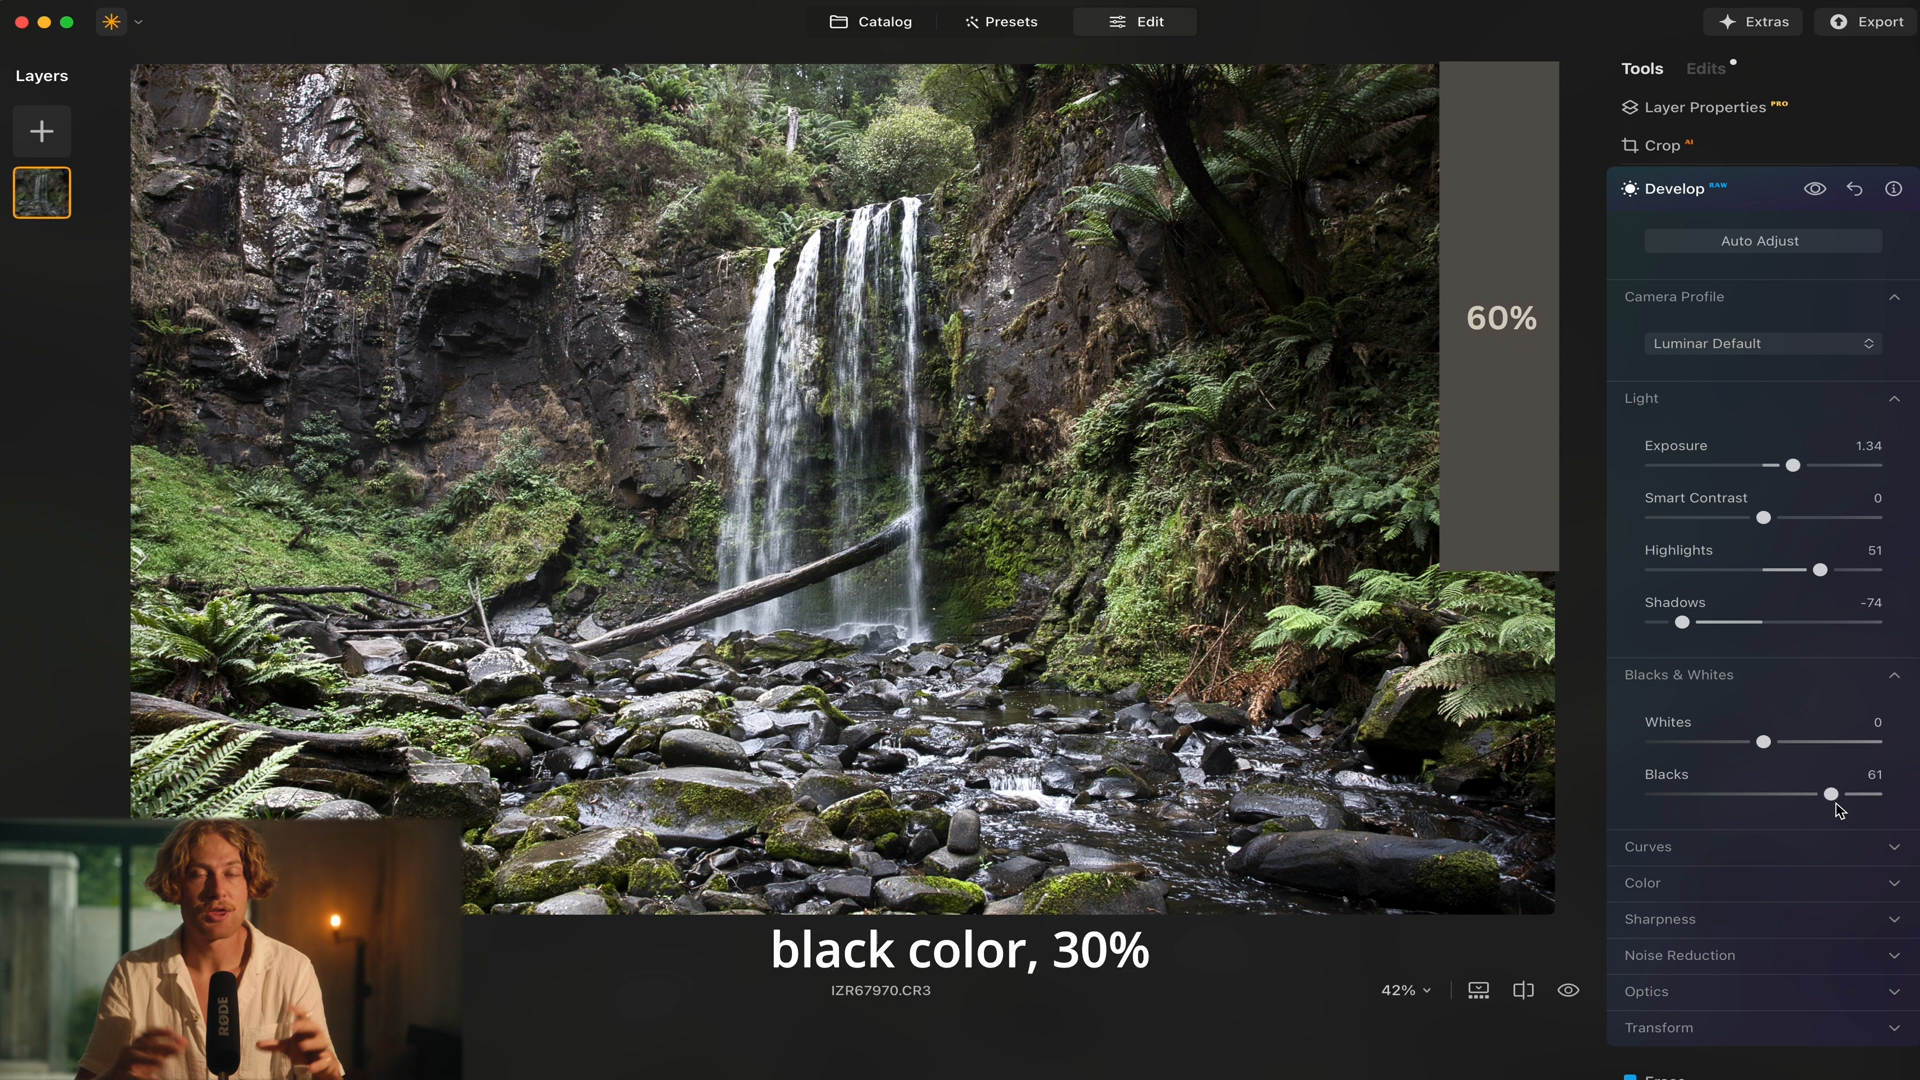 Catalog
Presets
Edit
Extras
Export
Layers
Tools
Edits
Layer Properties PRO
Crop AI
Develop RAW
Auto Adjust
Camera Profile
Luminar Default
Light
Exposure 1.34
Smart Contrast 0
Highlights 51
Shadows -74
Blacks & Whites
Whites 0
Blacks 61
Curves
Color
Sharpness
Noise Reduction
Optics
Transform
60%
black color, 30%
IZR67970.CR3
42%
RØDE